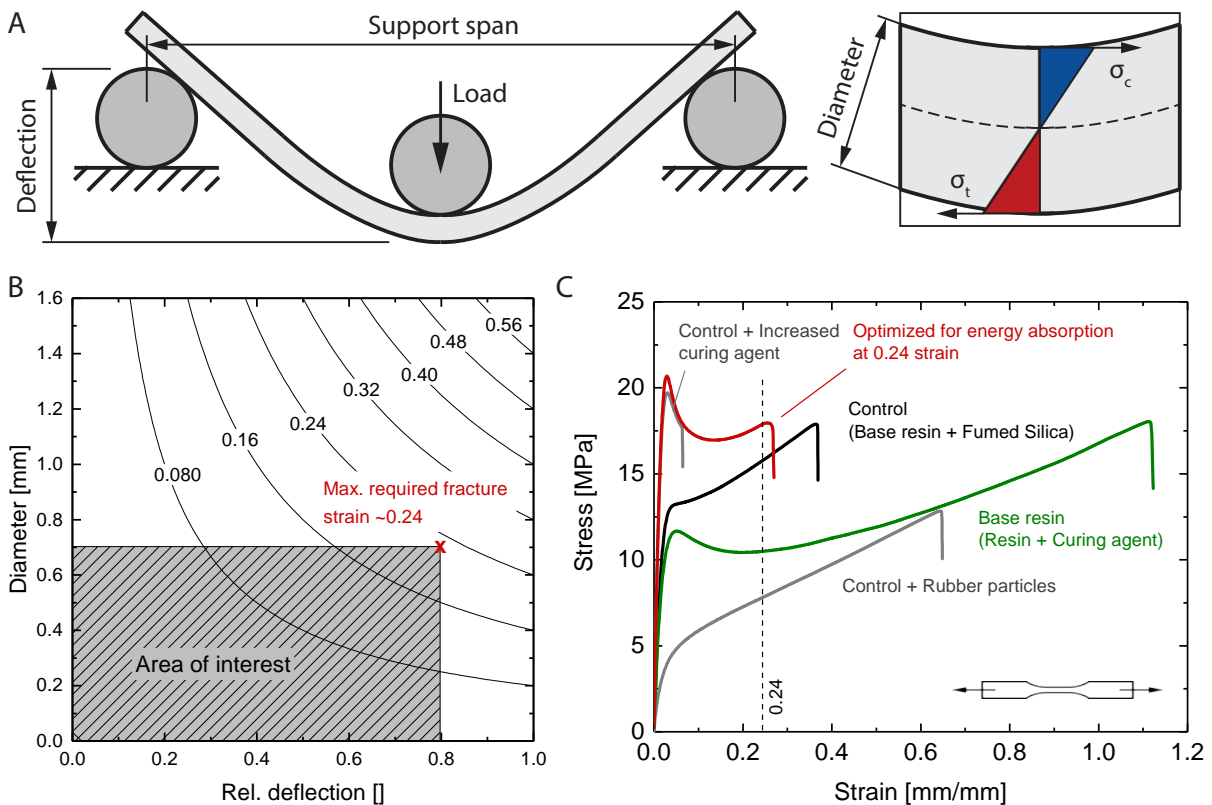 A
Support span
Deflection
Load
Diameter
σc
σt
B
Diameter [mm]
1.6
1.4
1.2
1.0
0.8
0.6
0.4
0.2
0.0
0.56
0.48
0.40
0.32
0.24
0.16
0.080
Max. required fracture
strain ~0.24
x
Area of interest
0.0
0.2
0.4
0.6
0.8
1.0
Rel. deflection []
C
Stress [MPa]
25
20
15
10
5
0
Control + Increased
curing agent
Optimized for energy absorption
at 0.24 strain
Control
(Base resin + Fumed Silica)
Base resin
(Resin + Curing agent)
Control + Rubber particles
0.24
0.0
0.2
0.4
0.6
0.8
1.0
1.2
Strain [mm/mm]